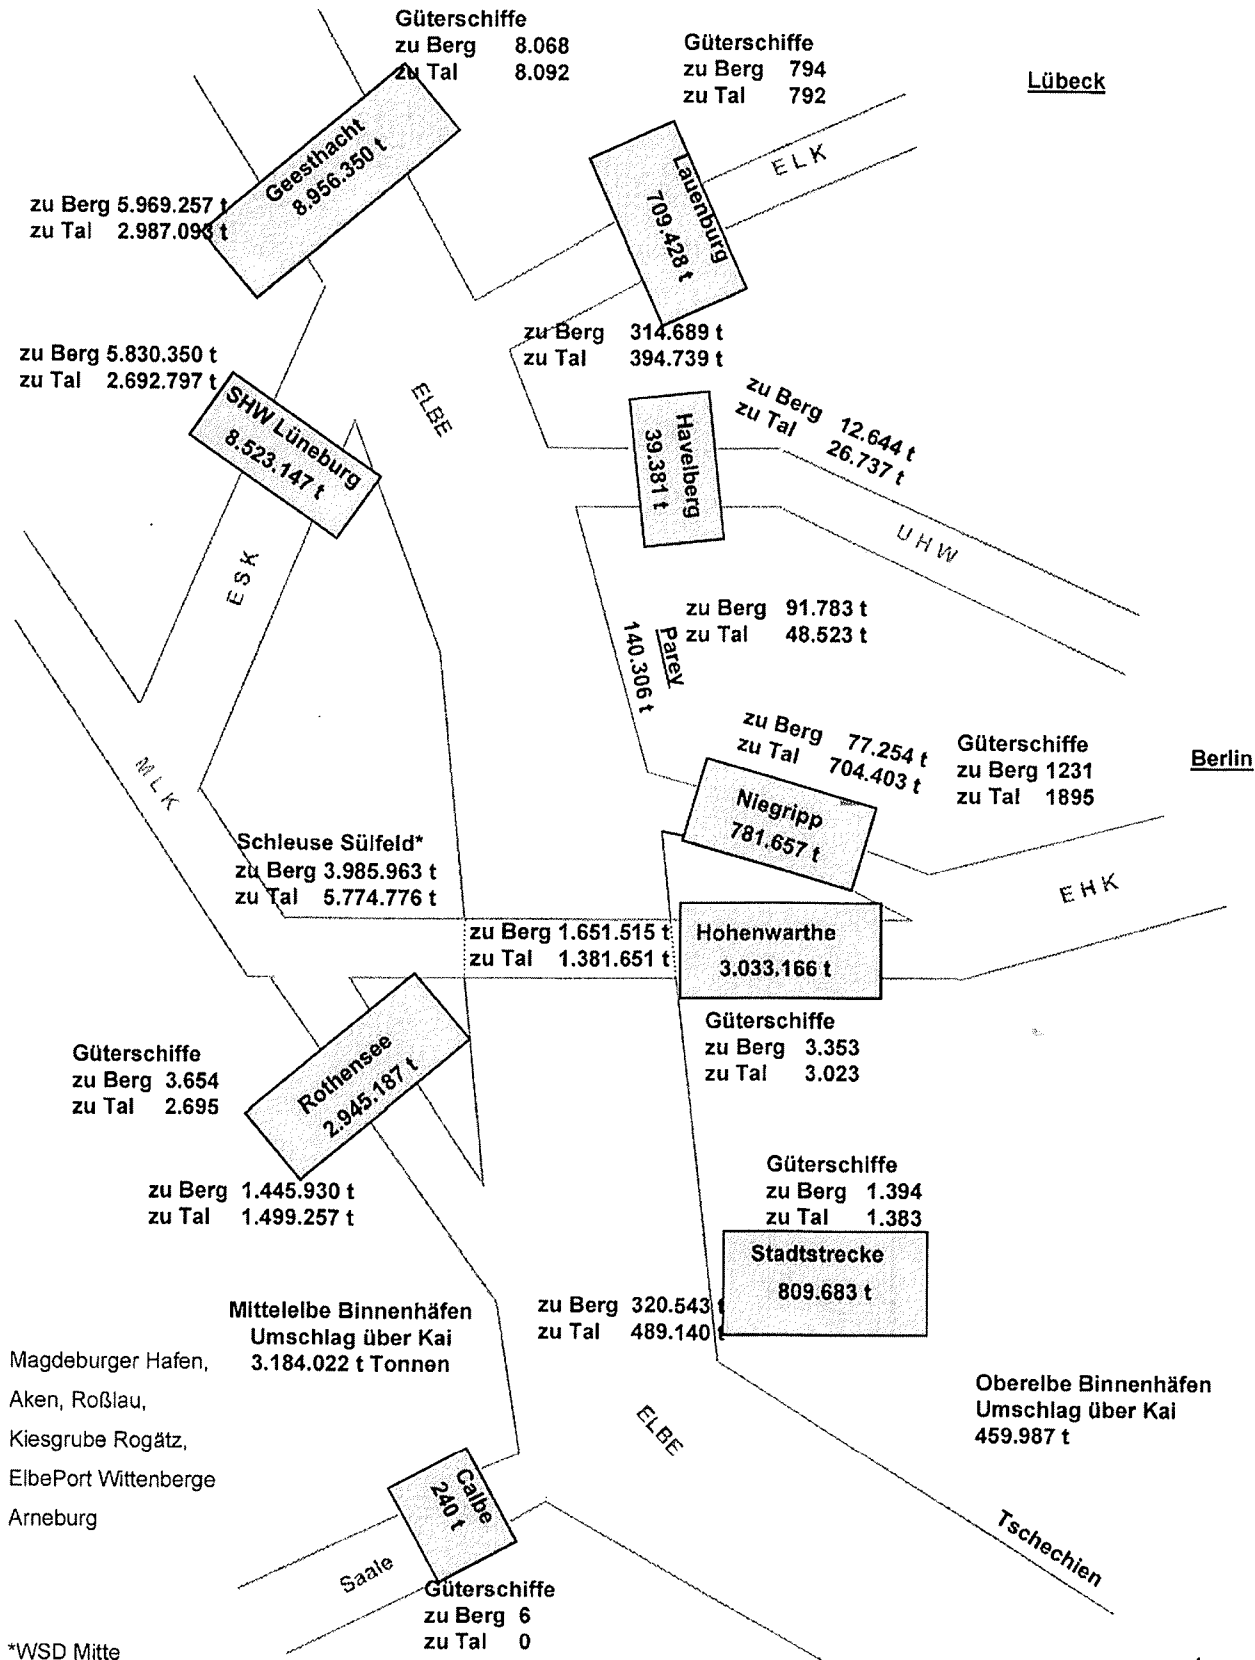 Güterschiffe
zu Berg 8.068
zu Tal 8.092
Güterschiffe
zu Berg 794
zu Tal 792
Lübeck
Geesthacht
8.956.350 t
zu Berg 5.969.257 t
zu Tal 2.987.093 t
Lauenburg
709.428 t
ELK
zu Berg 314.689 t
zu Tal 394.739 t
zu Berg 5.830.350 t
zu Tal 2.692.797 t
SHW Lüneburg
8.523.147 t
ELBE
zu Berg 12.644 t
zu Tal 26.737 t
Havelberg
39.381 t
UHW
ESK
zu Berg 91.783 t
zu Tal 48.523 t
Parey
140.306 t
zu Berg 77.254 t
zu Tal 704.403 t
Güterschiffe
zu Berg 1231
zu Tal 1895
Berlin
MLK
Niegripp
781.657 t
Schleuse Sülfeld*
zu Berg 3.985.963 t
zu Tal 5.774.776 t
EHK
zu Berg 1.651.515 t
zu Tal 1.381.651 t
Hohenwarthe
3.033.166 t
Güterschiffe
zu Berg 3.353
zu Tal 3.023
Güterschiffe
zu Berg 3.654
zu Tal 2.695
Rothensee
2.945.187 t
zu Berg 1.445.930 t
zu Tal 1.499.257 t
Güterschiffe
zu Berg 1.394
zu Tal 1.383
Stadtstrecke
809.683 t
zu Berg 320.543 t
zu Tal 489.140 t
Mittelelbe Binnenhäfen
Umschlag über Kai
3.184.022 t Tonnen
Magdeburger Hafen,
Aken, Roßlau,
Kiesgrube Rogätz,
ElbePort Wittenberge
Arneburg
Oberelbe Binnenhäfen
Umschlag über Kai
459.987 t
ELBE
Calbe
240 t
Tschechien
Saale
Güterschiffe
zu Berg 6
zu Tal 0
*WSD Mitte